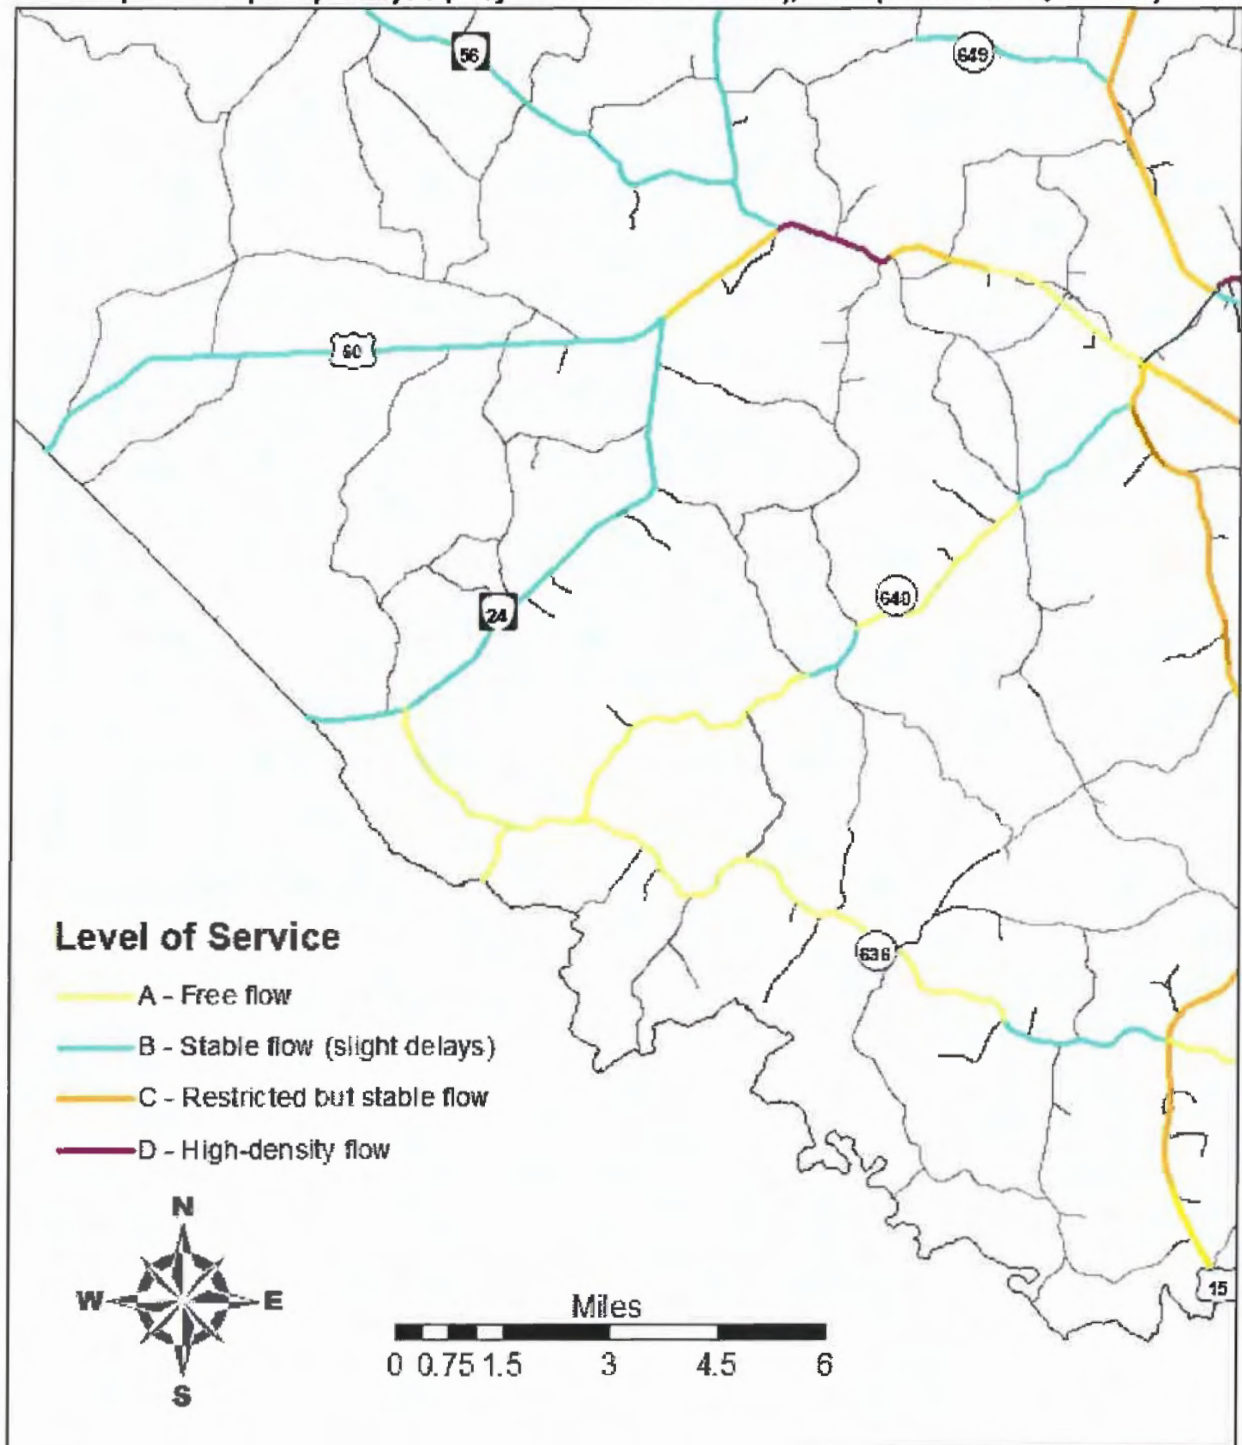 56
649
60
24
640
636
15
Level of Service
A - Free flow
B - Stable flow (slight delays)
C - Restricted but stable flow
D - High-density flow
N
W E
S
Miles
0 0.75 1.5 3 4.5 6